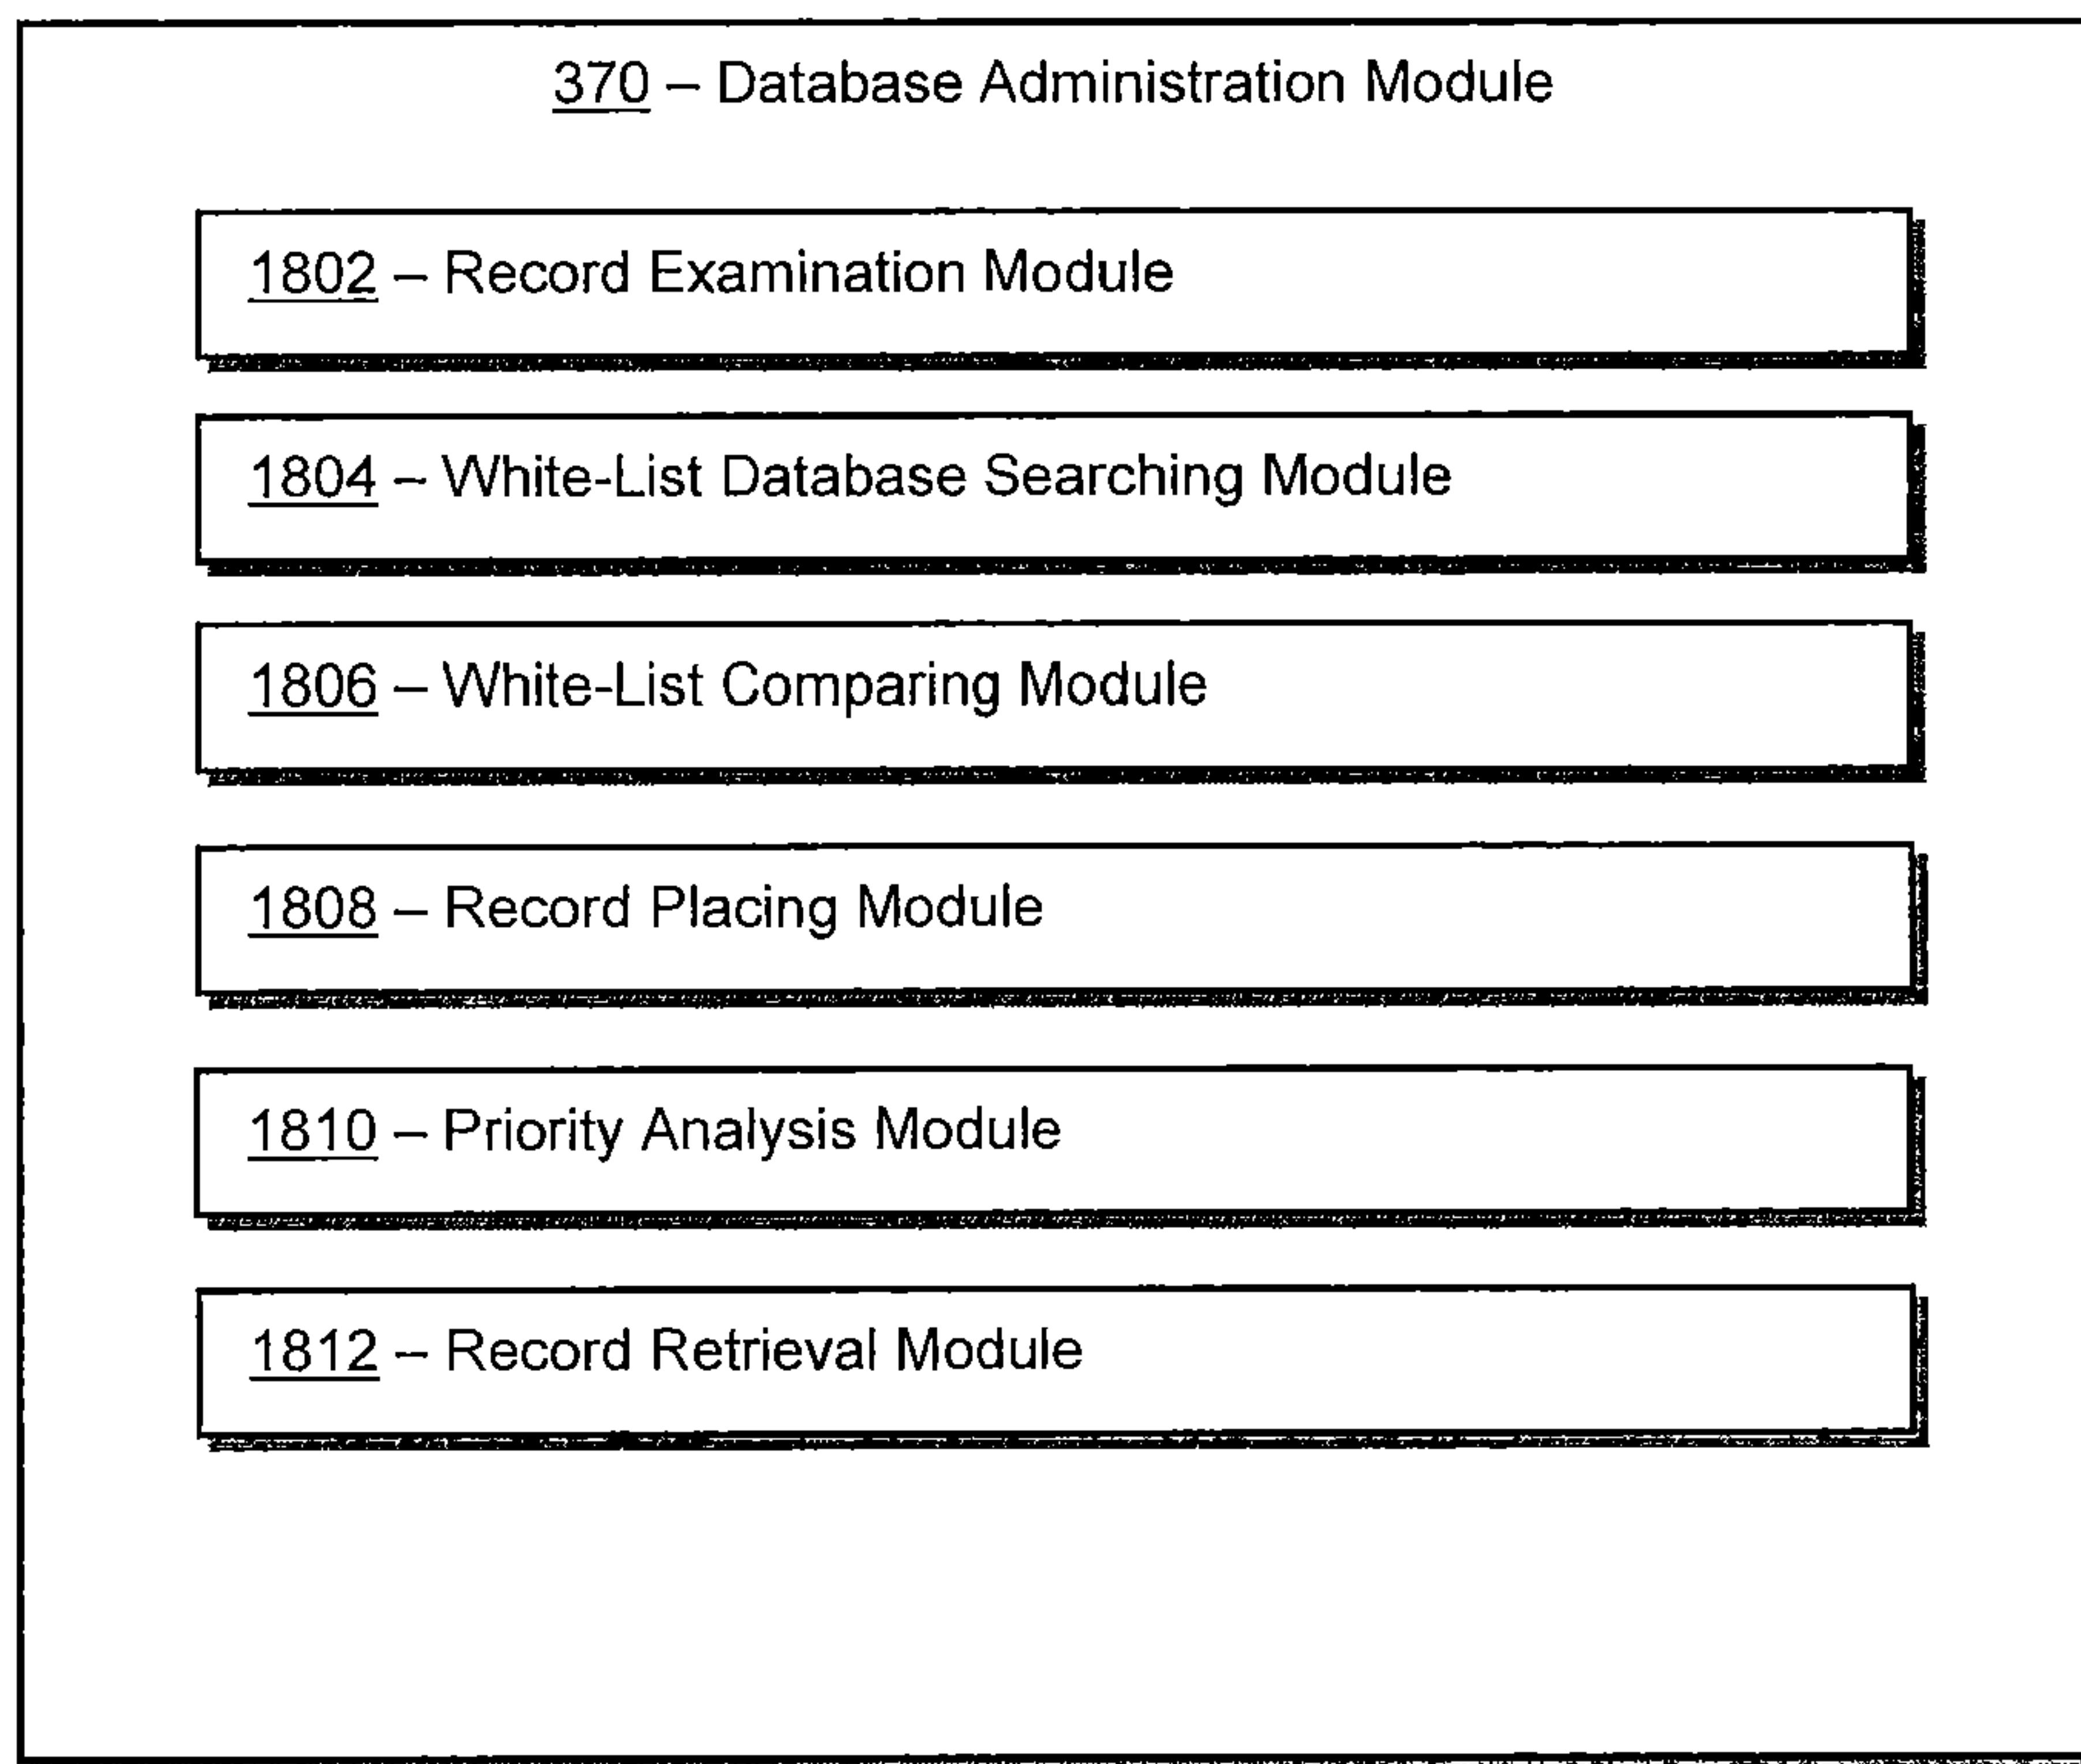 370 – Database Administration Module
1802 – Record Examination Module
1804 – White-List Database Searching Module
1806 – White-List Comparing Module
1808 – Record Placing Module
1810 – Priority Analysis Module
1812 – Record Retrieval Module